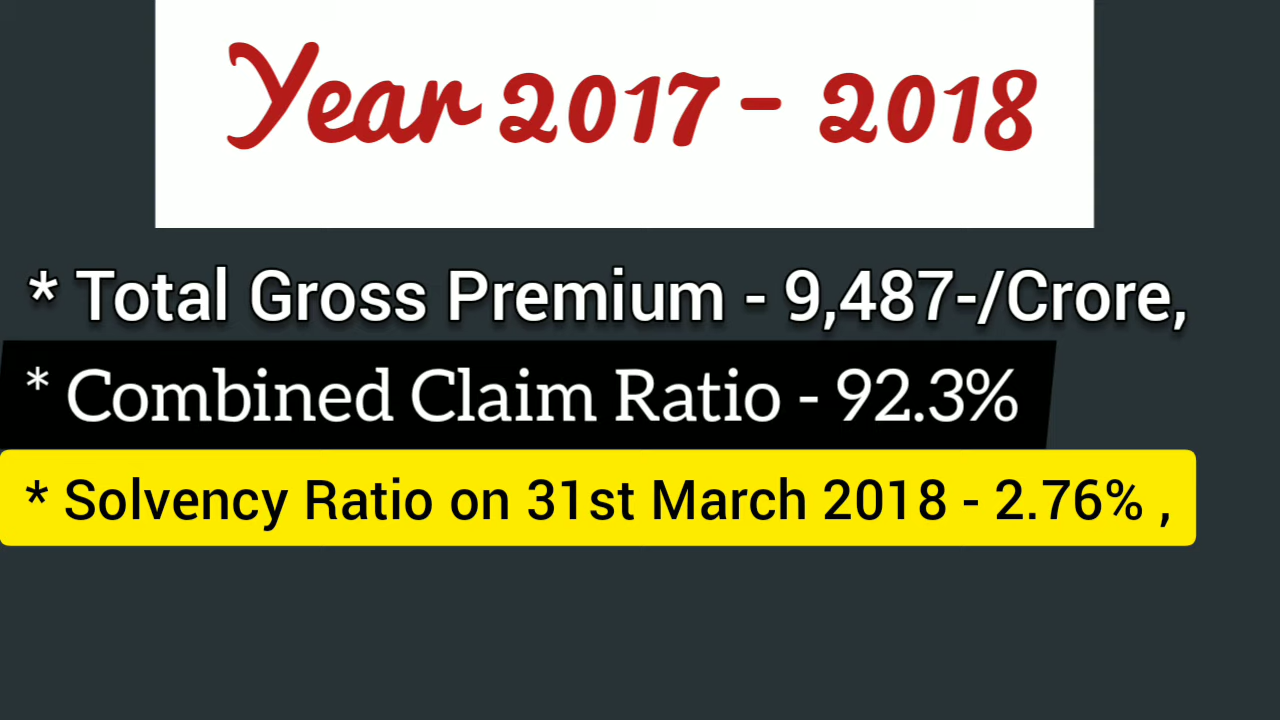 Year 2017 - 2018
* Total Gross Premium - 9,487-/Crore,
* Combined Claim Ratio - 92.3%
* Solvency Ratio on 31st March 2018 - 2.76% ,